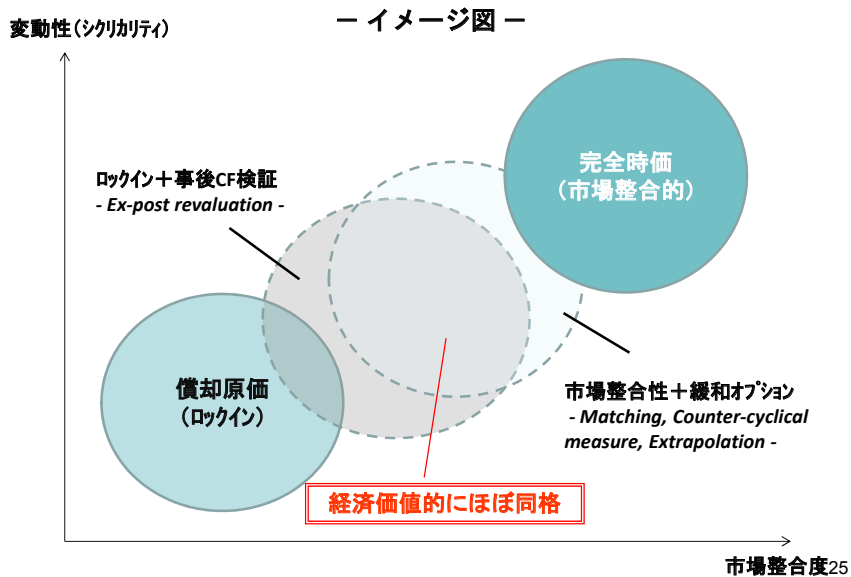 － イメージ図 －
変動性（シクリカリティ）
完全時価
（市場整合的）
ロックイン＋事後CF検証
- Ex-post revaluation -
償却原価
（ロックイン）
市場整合性＋緩和オプション
- Matching, Counter-cyclical
measure, Extrapolation -
経済価値的にほぼ同格
市場整合度25